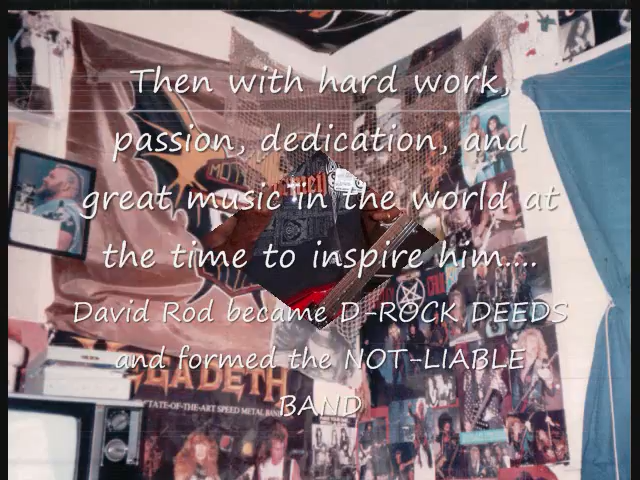 Then with hard work,
passion, dedication, and
great music in the world at
the time to inspire him....
David Rod became D-ROCK DEEDS
and formed the NOT-LIABLE
BAND
MEGADETH
STATE-OF-THE-ART SPEED METAL BAND